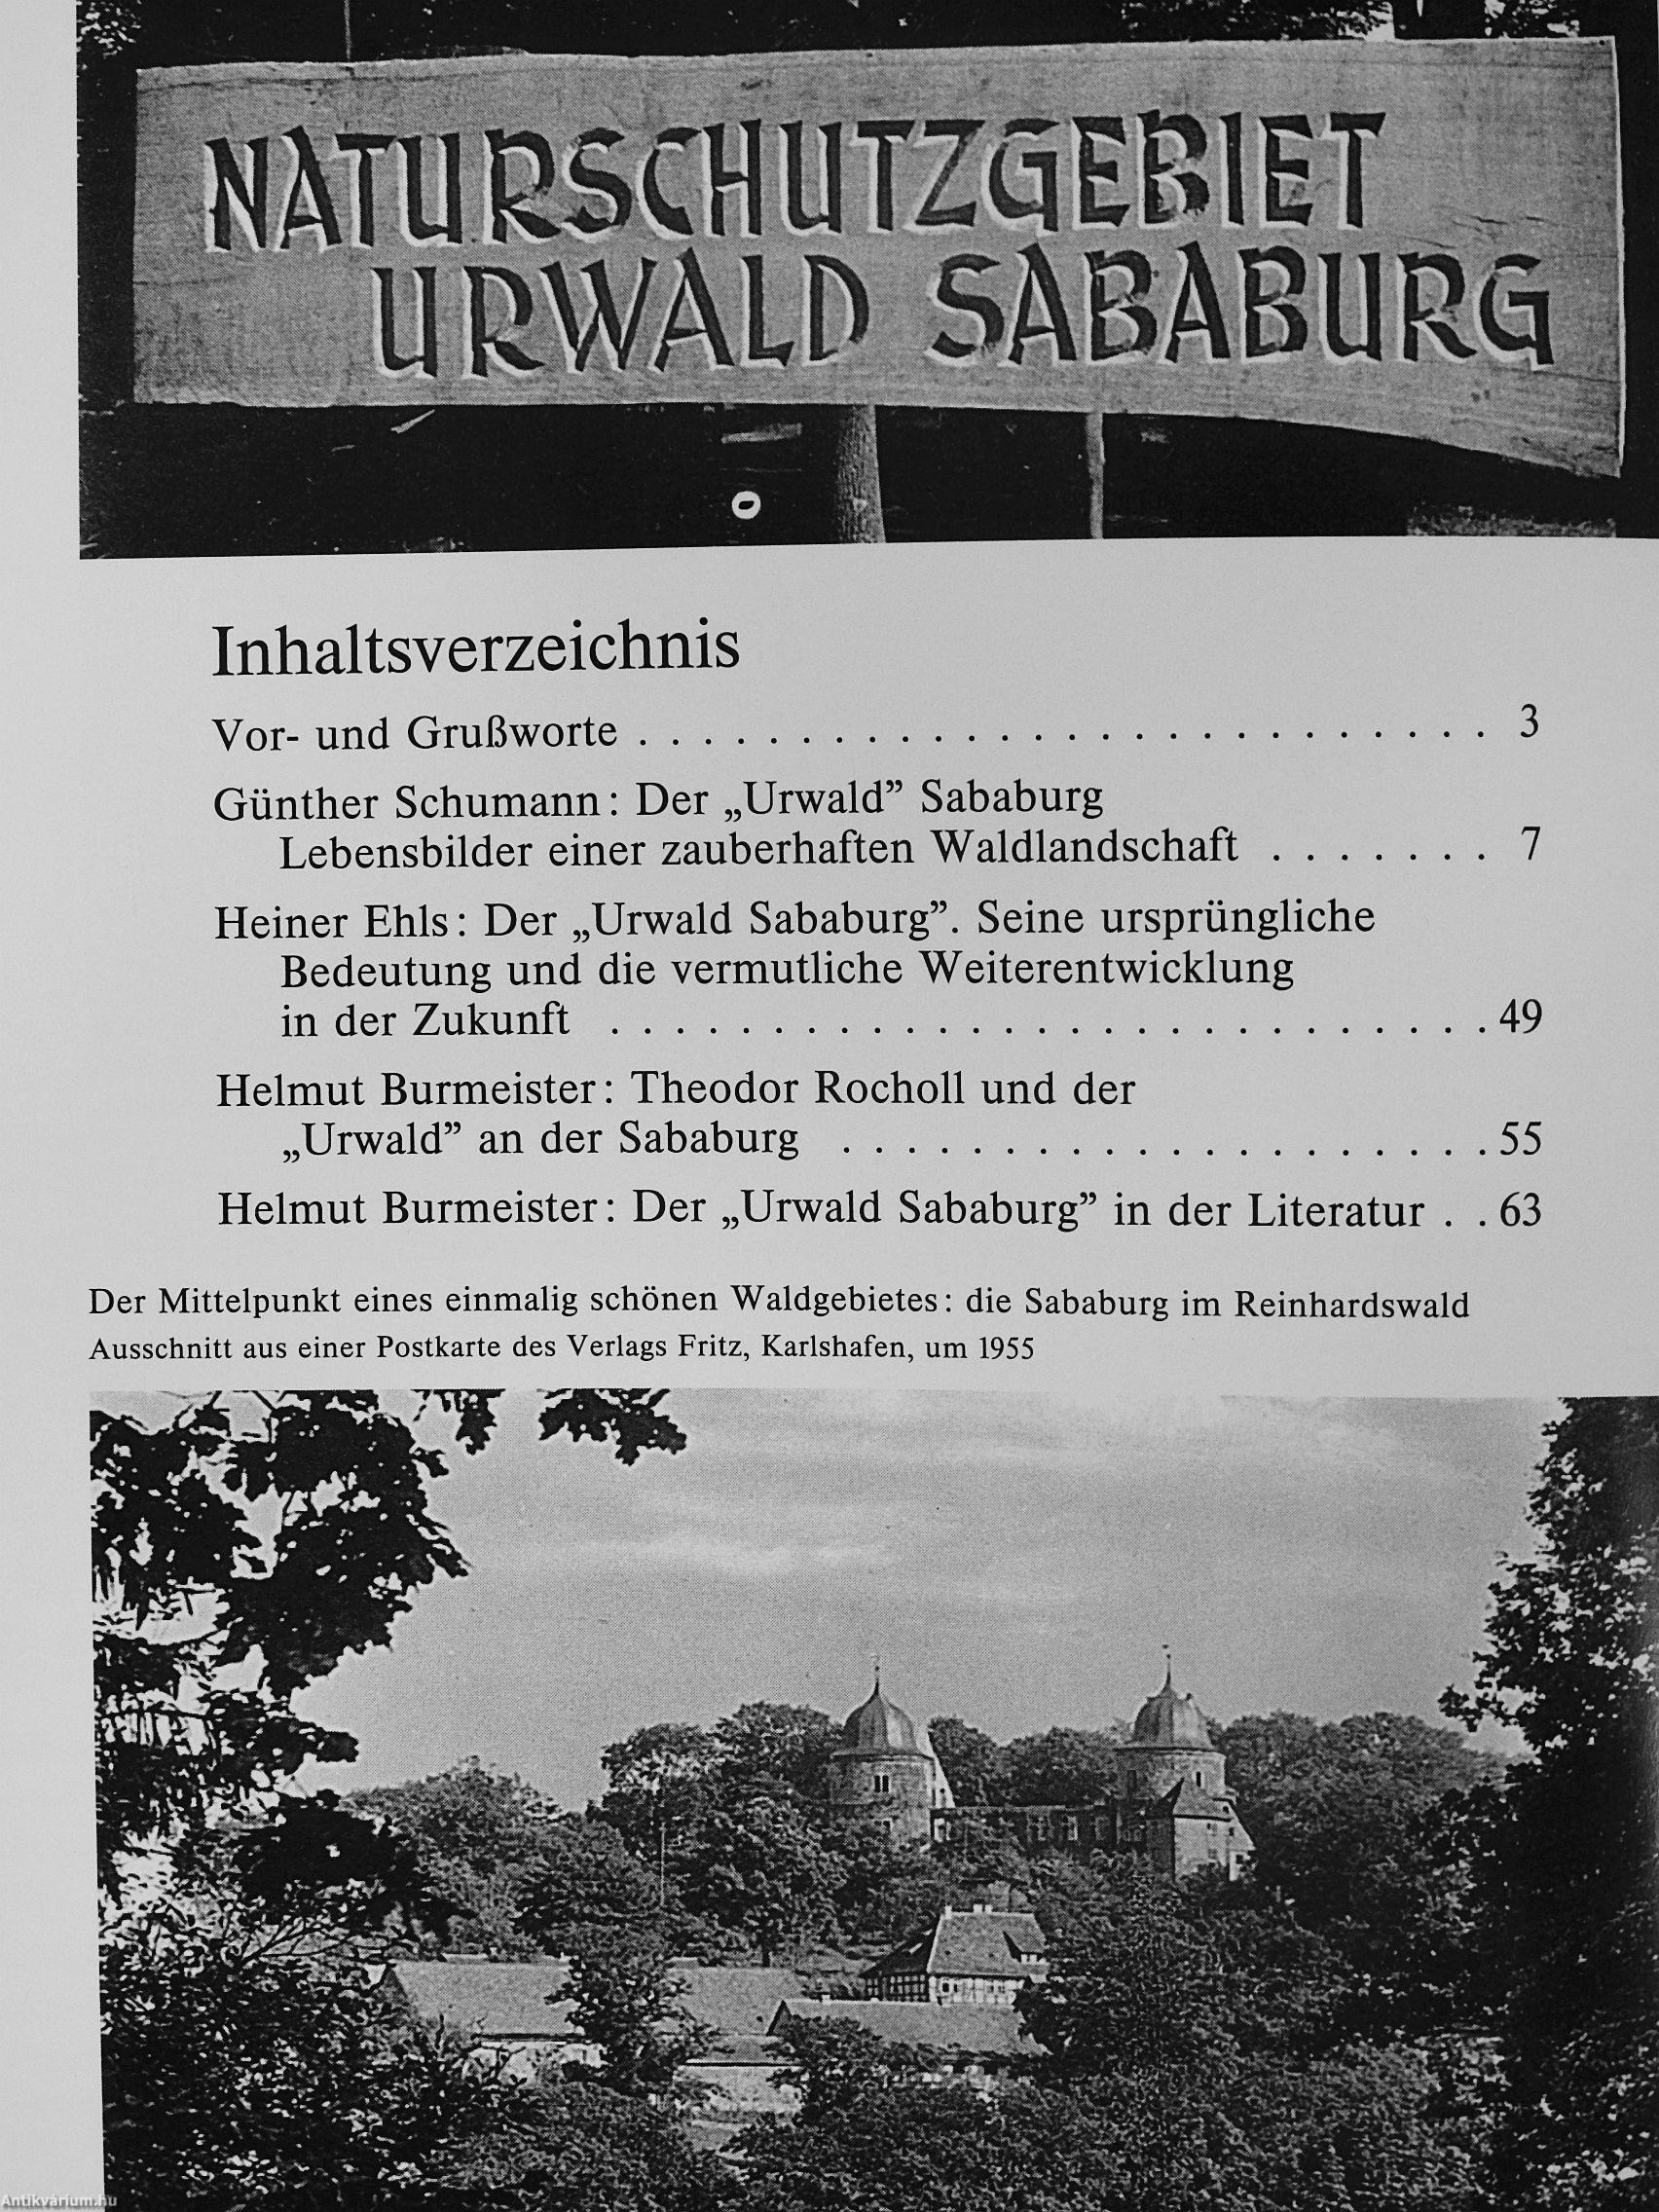 NATURSCHUTZGEBIET
URWALD SABABURG
Inhaltsverzeichnis
Vor- und Grußworte . . . . . . . . . . . . . . . . . . . . . . . . . . 3
Günther Schumann: Der „Urwald” Sababurg
Lebensbilder einer zauberhaften Waldlandschaft . . . . . . . 7
Heiner Ehls: Der „Urwald Sababurg”. Seine ursprüngliche
Bedeutung und die vermutliche Weiterentwicklung
in der Zukunft . . . . . . . . . . . . . . . . . . . . . . . . . . . 49
Helmut Burmeister: Theodor Rocholl und der
„Urwald” an der Sababurg . . . . . . . . . . . . . . . . . . . . 55
Helmut Burmeister: Der „Urwald Sababurg” in der Literatur . . 63
Der Mittelpunkt eines einmalig schönen Waldgebietes: die Sababurg im Reinhardswald
Ausschnitt aus einer Postkarte des Verlags Fritz, Karlshafen, um 1955
Antikvárium.hu